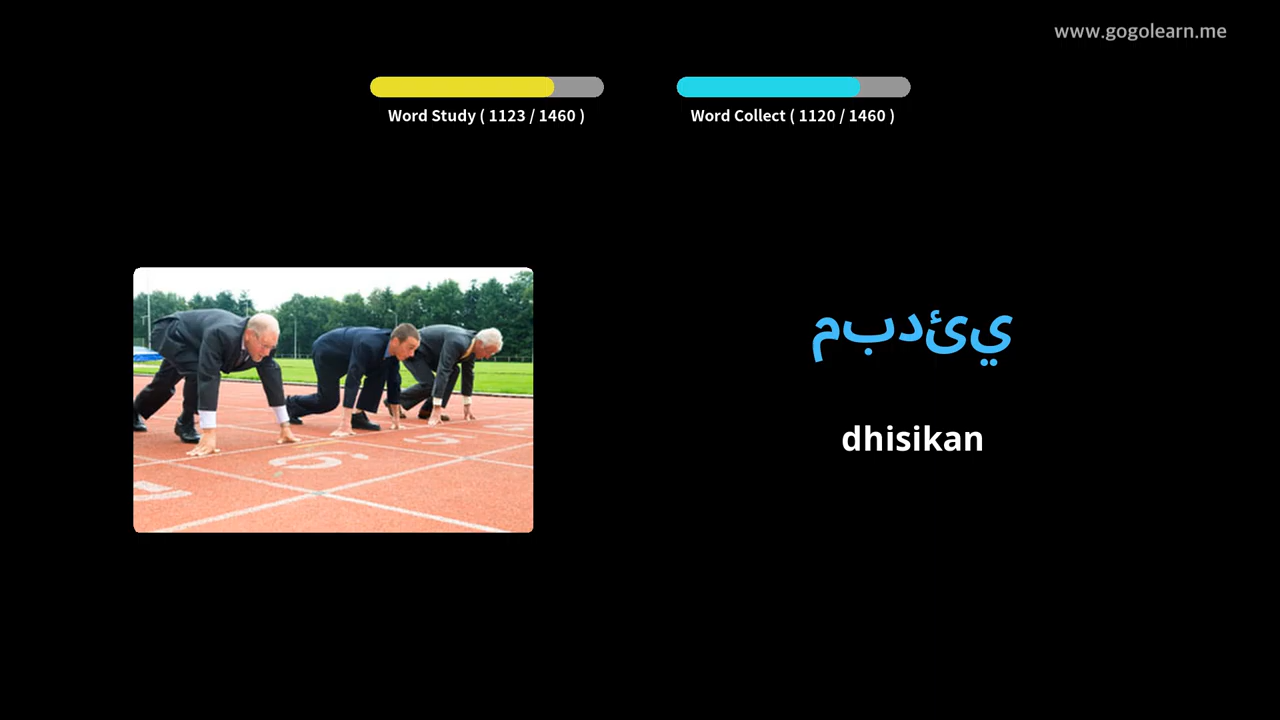 www.gogolearn.me
Word Study ( 1123 / 1460 )
Word Collect ( 1120 / 1460 )
مبدئي
dhisikan